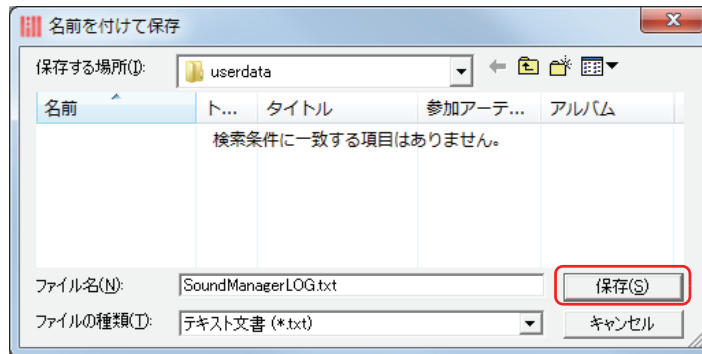 名前を付けて保存
保存する場所(I):
userdata
名前 ト... タイトル 参加アーテ... アルバム
検索条件に一致する項目はありません。
ファイル名(N): SoundManagerLOG.txt 保存(S)
ファイルの種類(T): テキスト文書 (*.txt) キャンセル